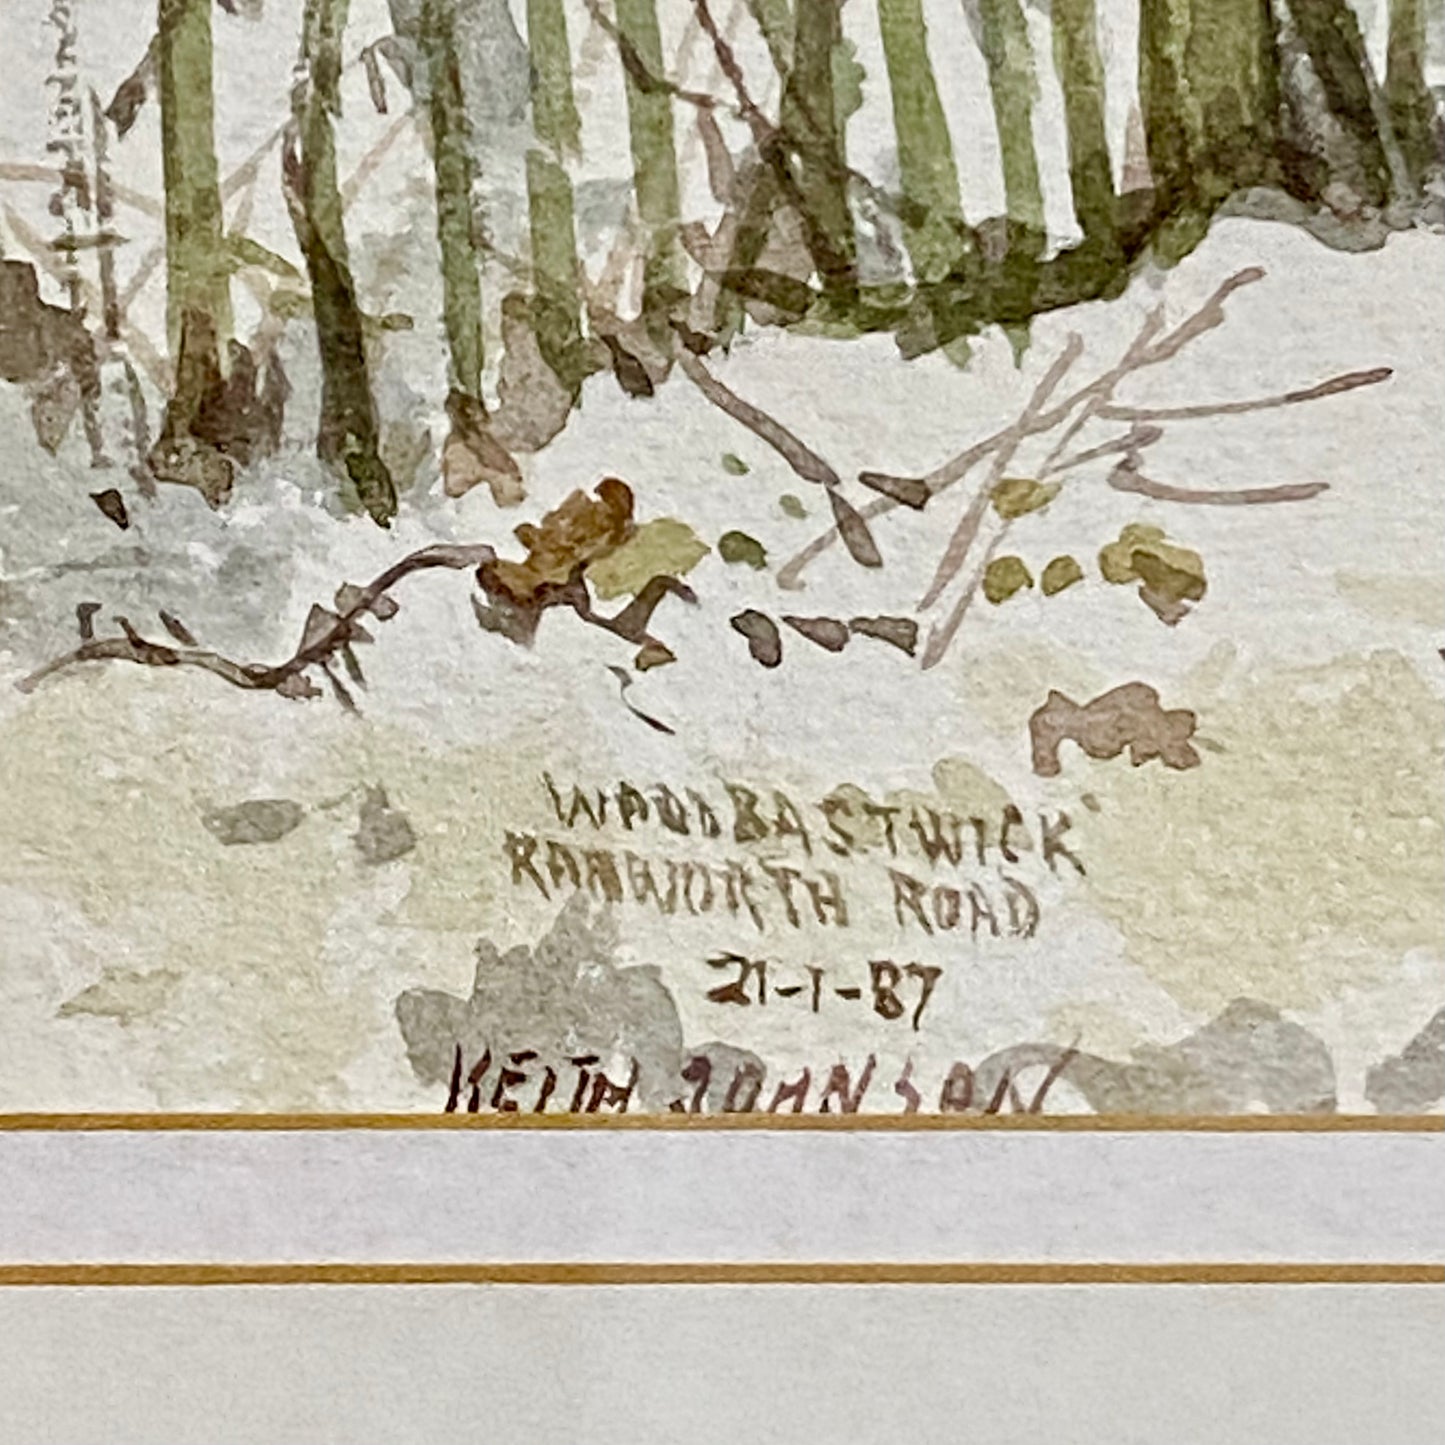 WOODBASTWICK
RANWORTH ROAD
21-1-87
KEITH JOHNSON